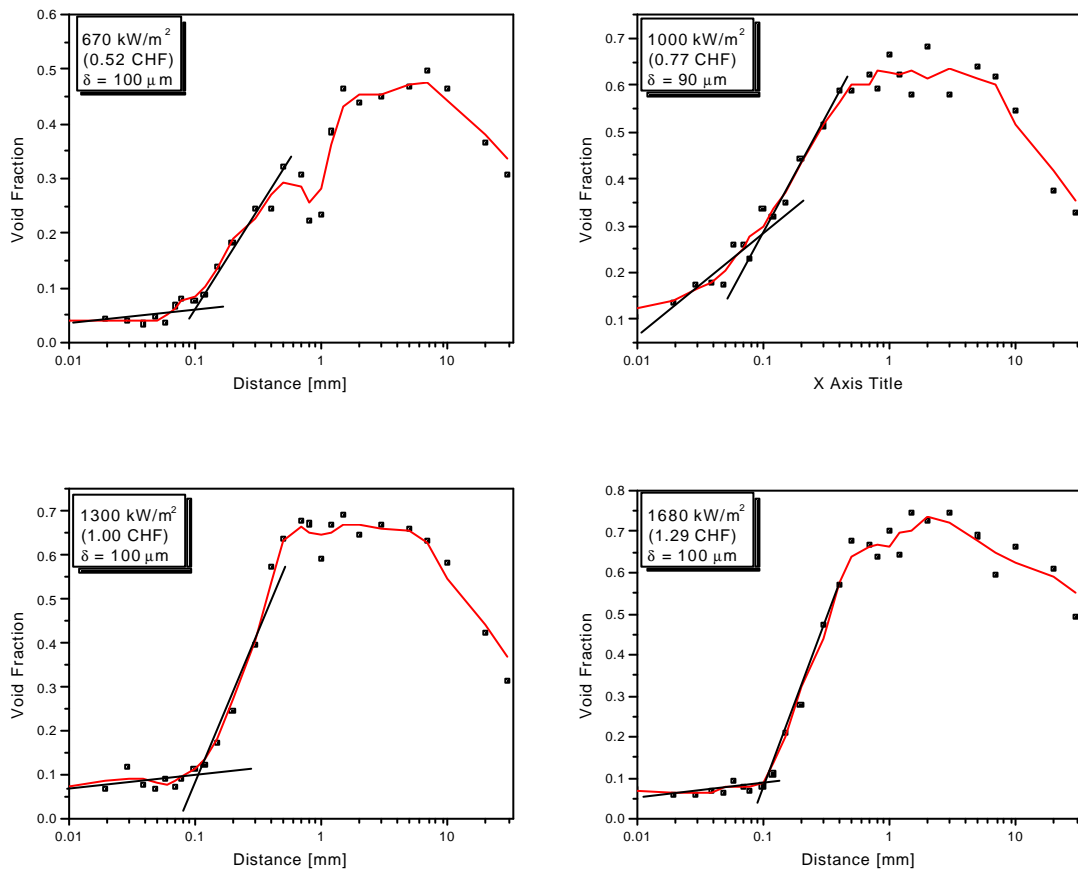 670 kW/m²
(0.52 CHF)
δ = 100 μm
0.6
0.5
0.4
0.3
0.2
0.1
0.0
Void Fraction
0.01
0.1
1
10
Distance [mm]
1000 kW/m²
(0.77 CHF)
δ = 90 μm
0.7
0.6
0.5
0.4
0.3
0.2
0.1
Void Fraction
0.01
0.1
1
10
X Axis Title
1300 kW/m²
(1.00 CHF)
δ = 100 μm
0.7
0.6
0.5
0.4
0.3
0.2
0.1
0.0
Void Fraction
0.01
0.1
1
10
Distance [mm]
1680 kW/m²
(1.29 CHF)
δ = 100 μm
0.8
0.7
0.6
0.5
0.4
0.3
0.2
0.1
0.0
Void Fraction
0.01
0.1
1
10
Distance [mm]